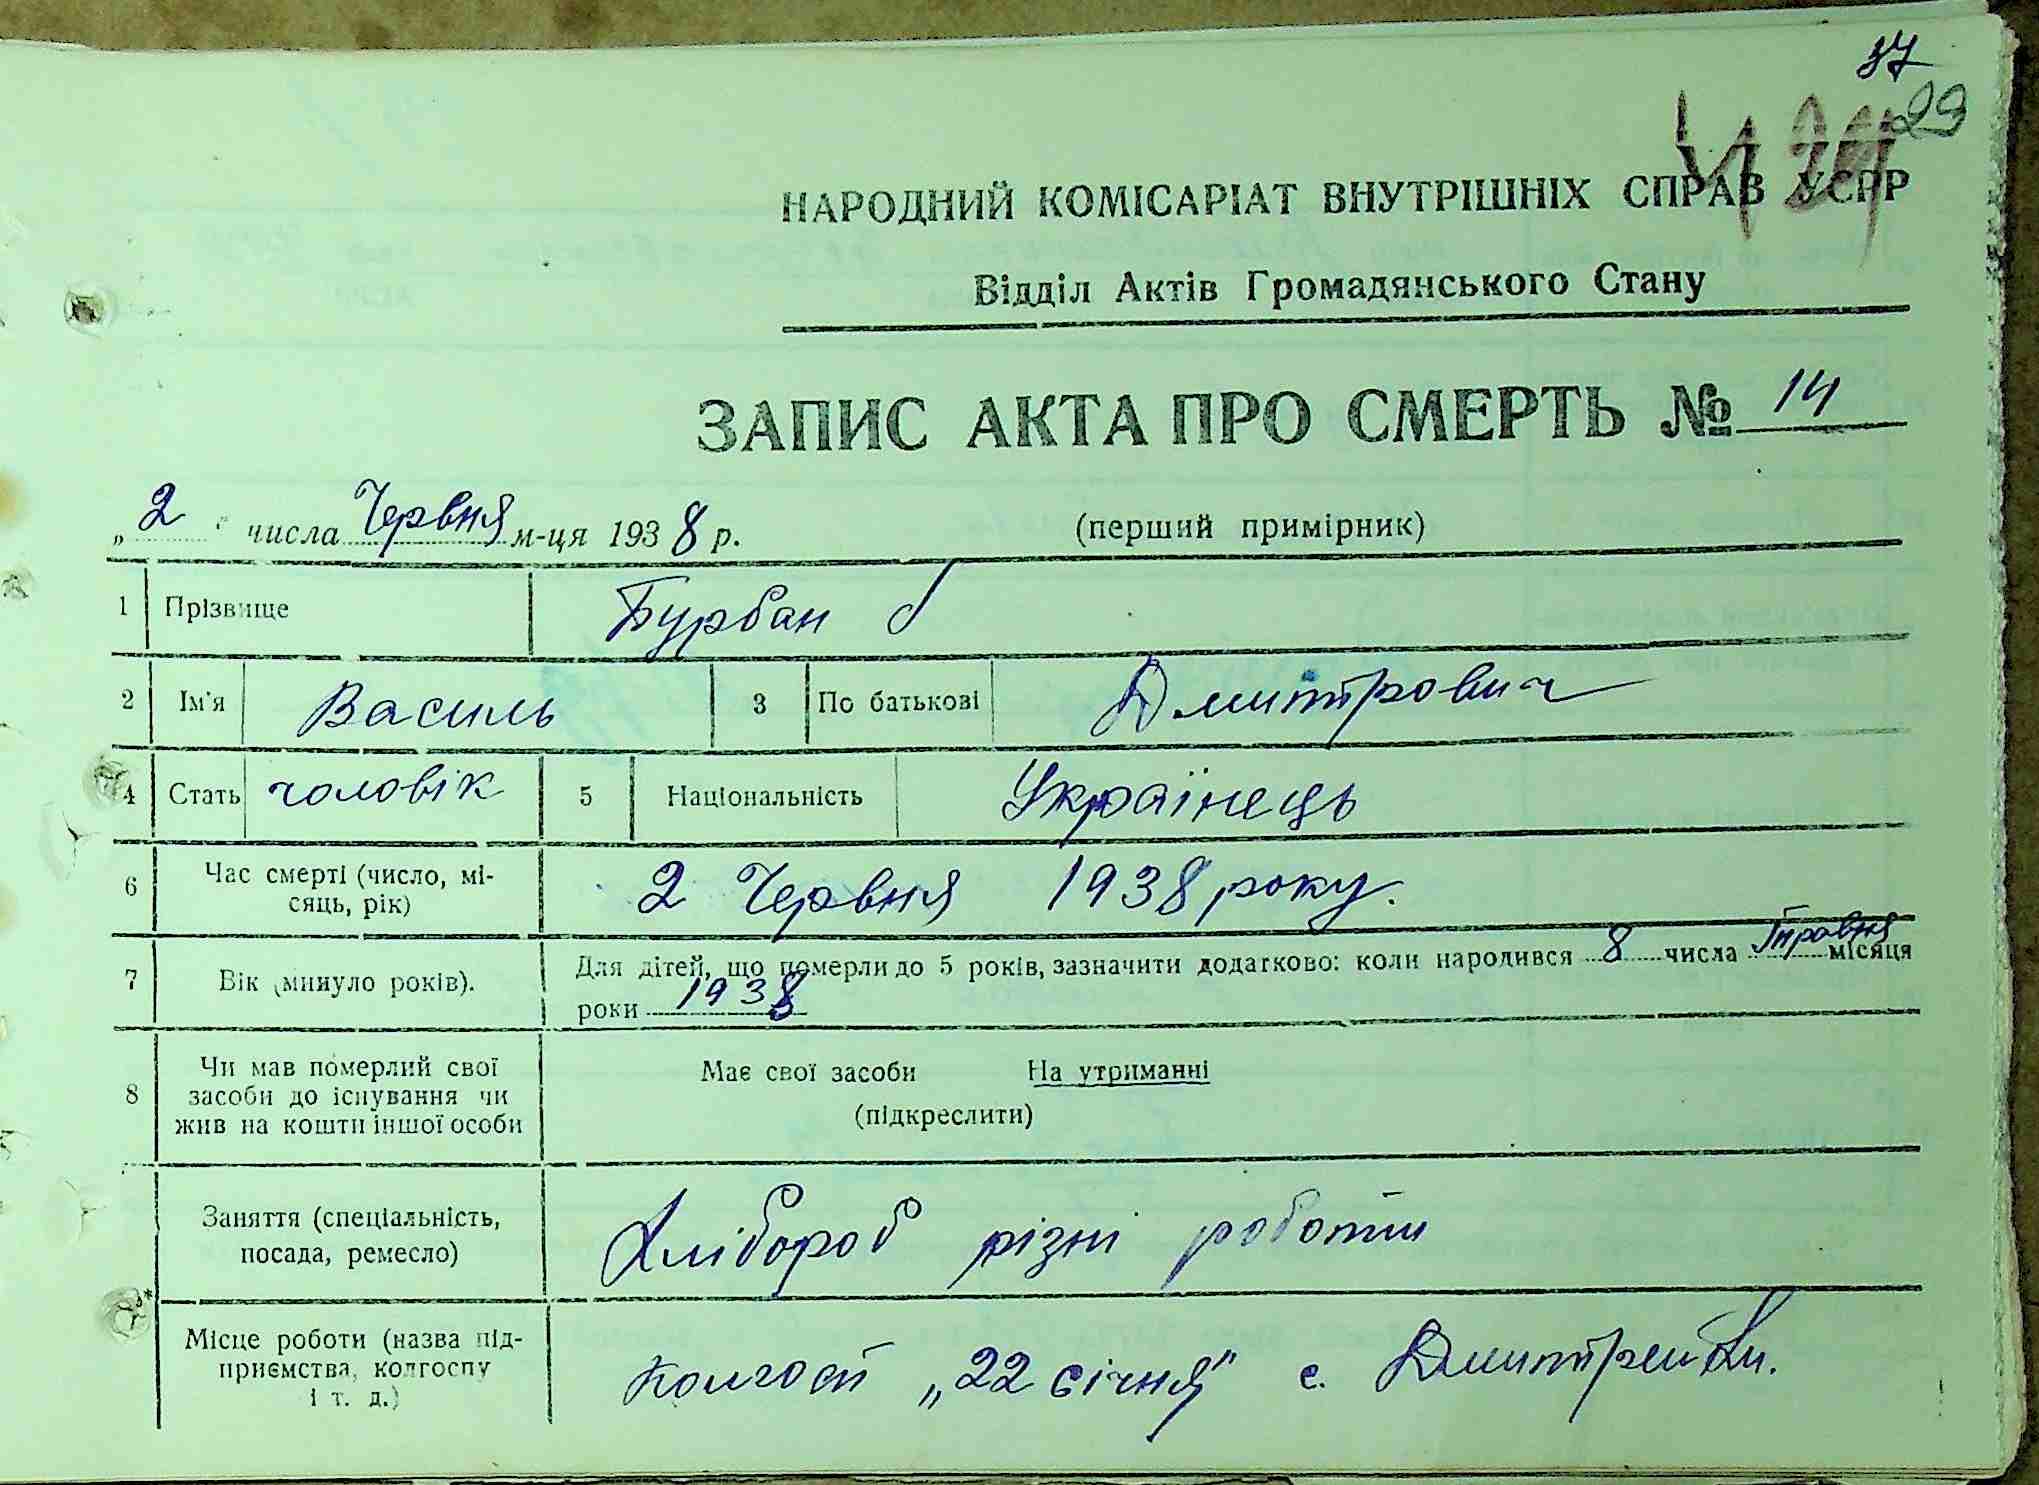 37
29
НАРОДНИЙ КОМІСАРІАТ ВНУТРІШНІХ СПРАВ УСРР
Відділ Актів Громадянського Стану
ЗАПИС АКТА ПРО СМЕРТЬ № 14
„2" числа Червня м-ця 1938 р. (перший примірник)
1 Прізвище Бурбан
2 Ім'я Василь 3 По батькові Дмитрович
4 Стать чоловік 5 Національність Українець
6 Час смерті (число, мі-
сяць, рік) 2 Червня 1938 року.
7 Вік (минуло років). Для дітей, що померли до 5 років, зазначити додатково: коли народився 8 числа Травня місяця
роки 1938
8 Чи мав померлий свої
засоби до існування чи
жив на кошти іншої особи
Має свої засоби На утриманні
(підкреслити)
Заняття (спеціальність,
посада, ремесло) Хлібороб різні роботи
Місце роботи (назва під-
приємства, колгоспу
і т. д.) колгосп „22 січня" с.